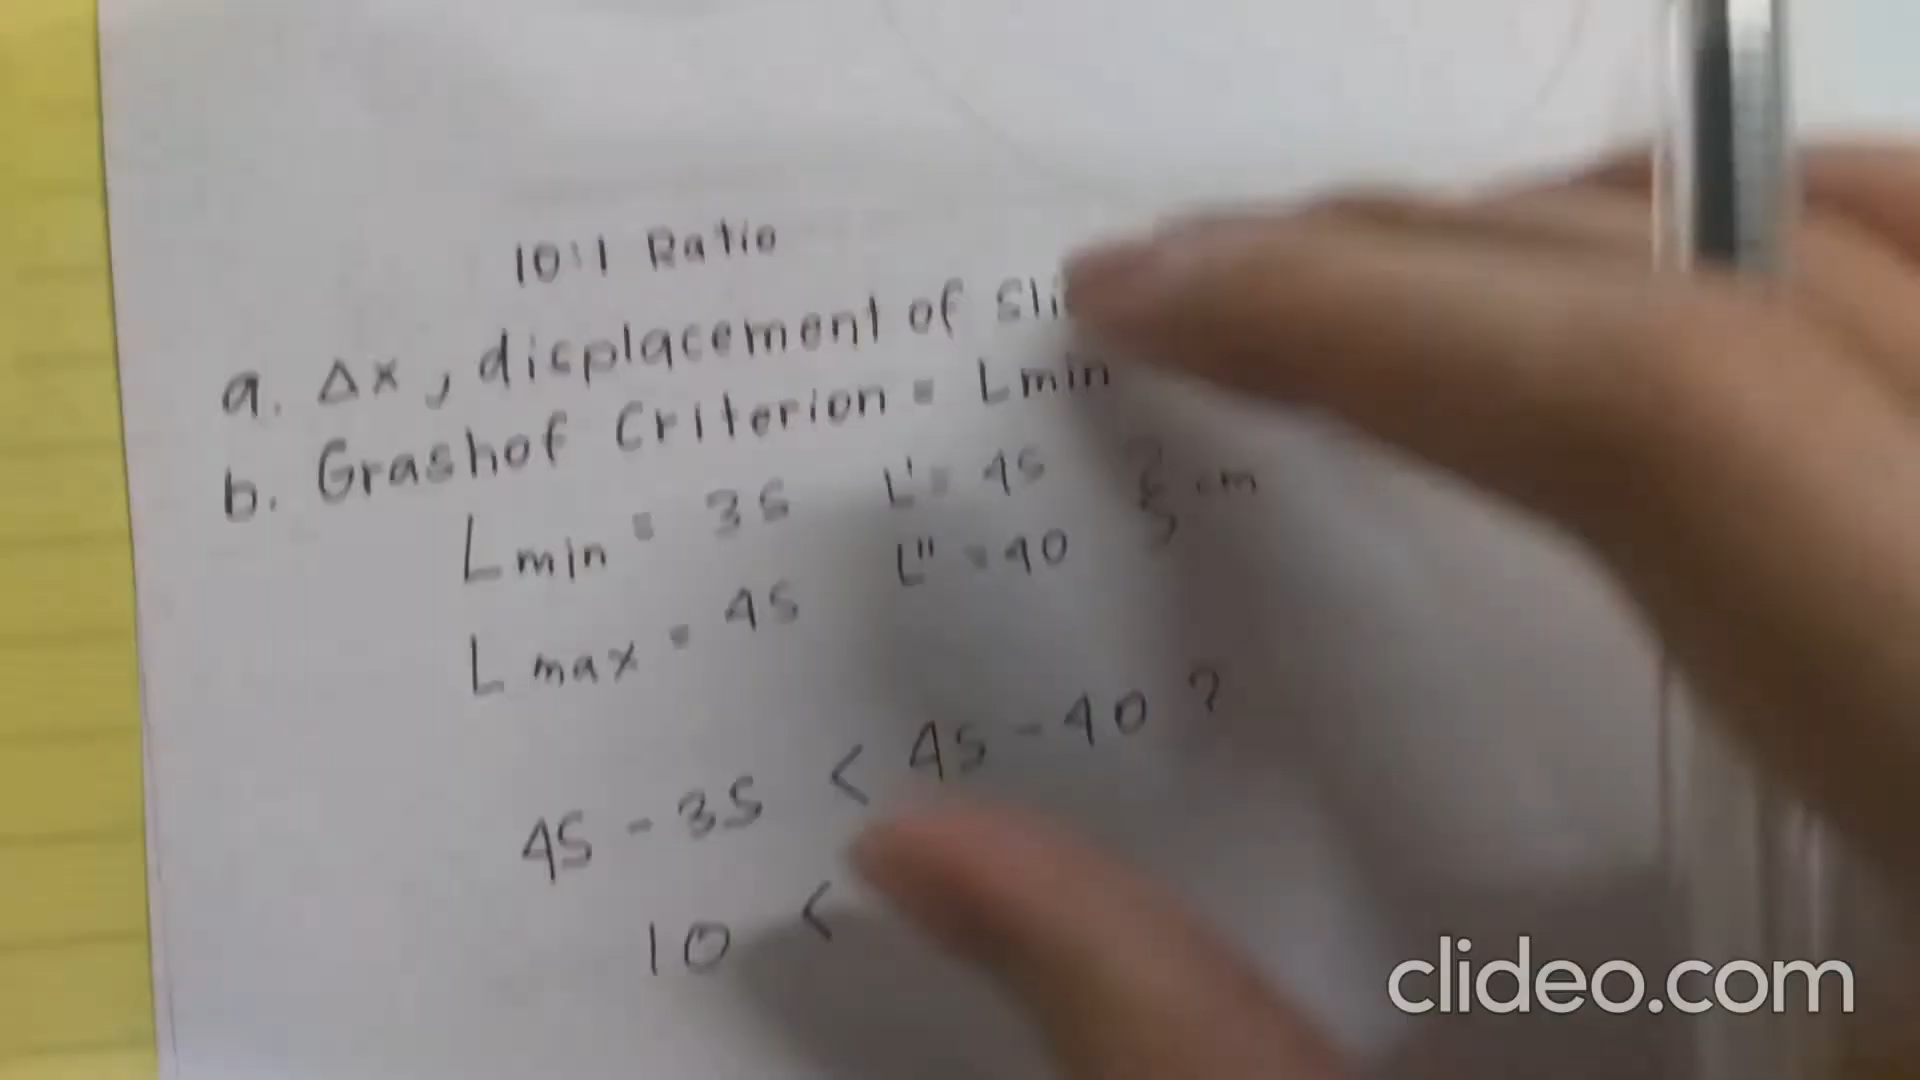 10:1 Ratio
a. Δx, displacement of Sli
b. Grashof Criterion = Lmin
Lmin = 35 L' = 45
cm
Lmax = 45 L" = 40
45 - 35 < 45 - 40 ?
10 <
clideo.com